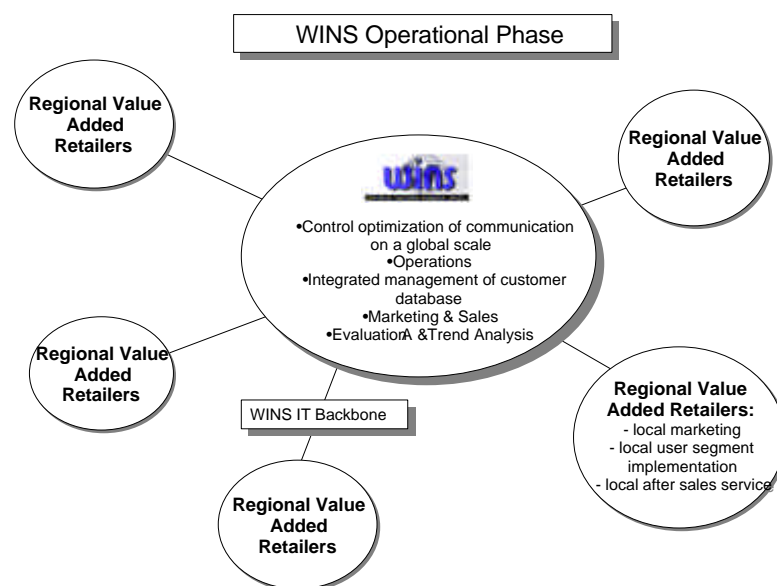 WINS Operational Phase
Regional Value
Added
Retailers
Regional Value
Added
Retailers
wins
•Control optimization of communication
on a global scale
•Operations
•Integrated management of customer
database
•Marketing & Sales
•EvaluationA &Trend Analysis
Regional Value
Added
Retailers
WINS IT Backbone
Regional Value
Added Retailers:
- local marketing
- local user segment
implementation
- local after sales service
Regional Value
Added
Retailers